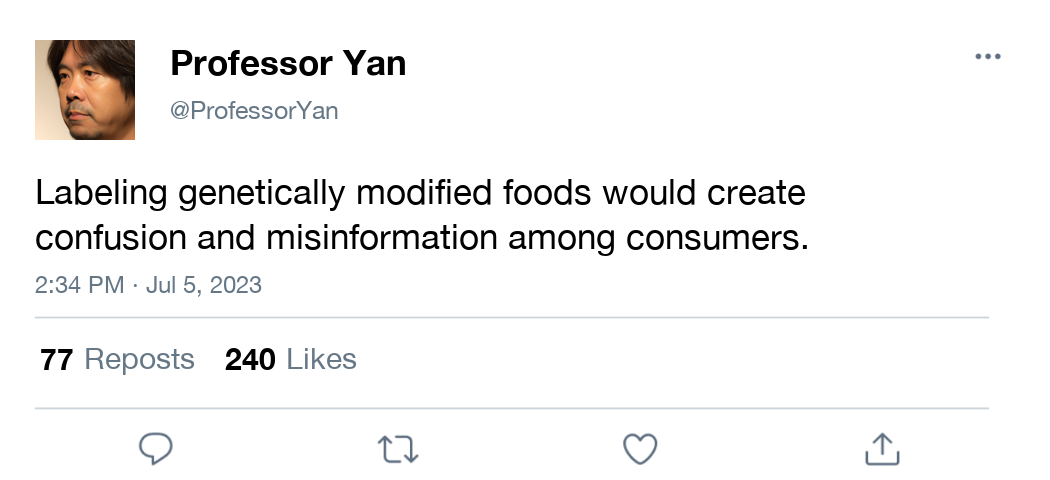 Professor Yan
@ProfessorYan
Labeling genetically modified foods would create
confusion and misinformation among consumers.
2:34 PM · Jul 5, 2023
77 Reposts 240 Likes